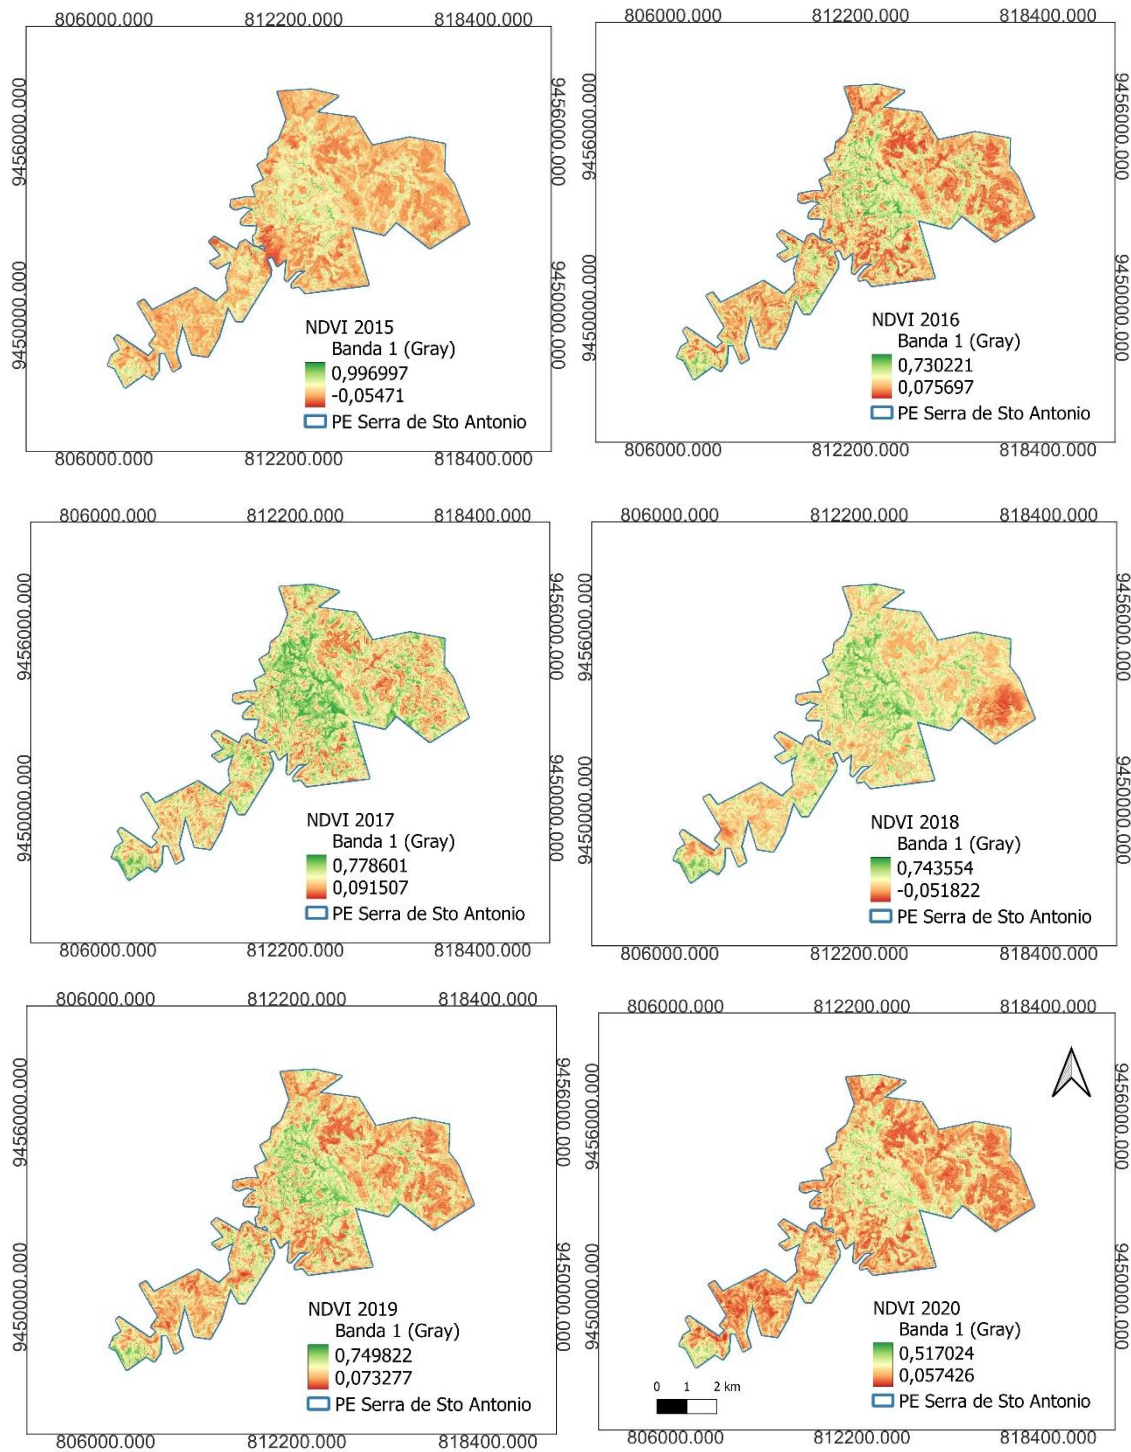 806000.000 812200.000 818400.000
9456000.000 9456000.000
9450000.000 9450000.000
NDVI 2015
Banda 1 (Gray)
0,996997
-0,05471
PE Serra de Sto Antonio
806000.000 812200.000 818400.000
806000.000 812200.000 818400.000
9456000.000 9456000.000
9450000.000 9450000.000
NDVI 2016
Banda 1 (Gray)
0,730221
0,075697
PE Serra de Sto Antonio
806000.000 812200.000 818400.000
806000.000 812200.000 818400.000
9456000.000 9456000.000
9450000.000 9450000.000
NDVI 2017
Banda 1 (Gray)
0,778601
0,091507
PE Serra de Sto Antonio
806000.000 812200.000 818400.000
806000.000 812200.000 818400.000
9456000.000 9456000.000
9450000.000 9450000.000
NDVI 2018
Banda 1 (Gray)
0,743554
-0,051822
PE Serra de Sto Antonio
806000.000 812200.000 818400.000
806000.000 812200.000 818400.000
9456000.000 9456000.000
9450000.000 9450000.000
NDVI 2019
Banda 1 (Gray)
0,749822
0,073277
PE Serra de Sto Antonio
806000.000 812200.000 818400.000
806000.000 812200.000 818400.000
9456000.000 9456000.000
9450000.000 9450000.000
NDVI 2020
Banda 1 (Gray)
0,517024
0,057426
PE Serra de Sto Antonio
0 1 2 km
806000.000 812200.000 818400.000